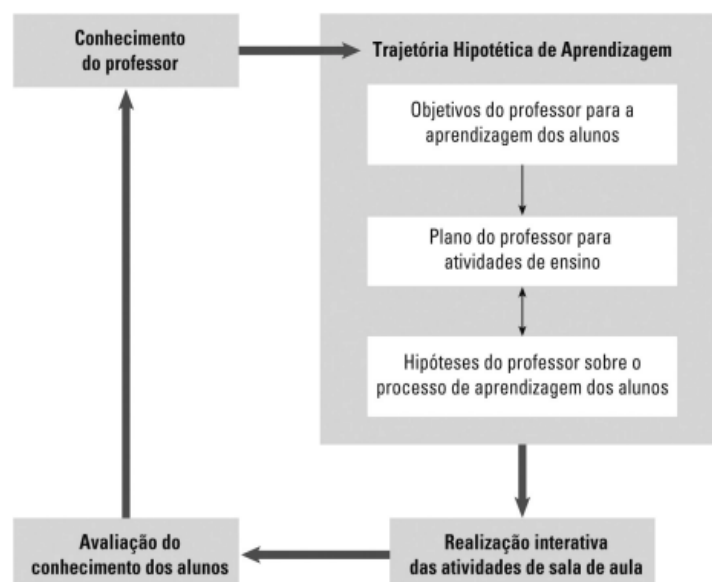 Conhecimento
do professor
Trajetória Hipotética de Aprendizagem
Objetivos do professor para a
aprendizagem dos alunos
Plano do professor para
atividades de ensino
Hipóteses do professor sobre o
processo de aprendizagem dos alunos
Realização interativa
das atividades de sala de aula
Avaliação do
conhecimento dos alunos